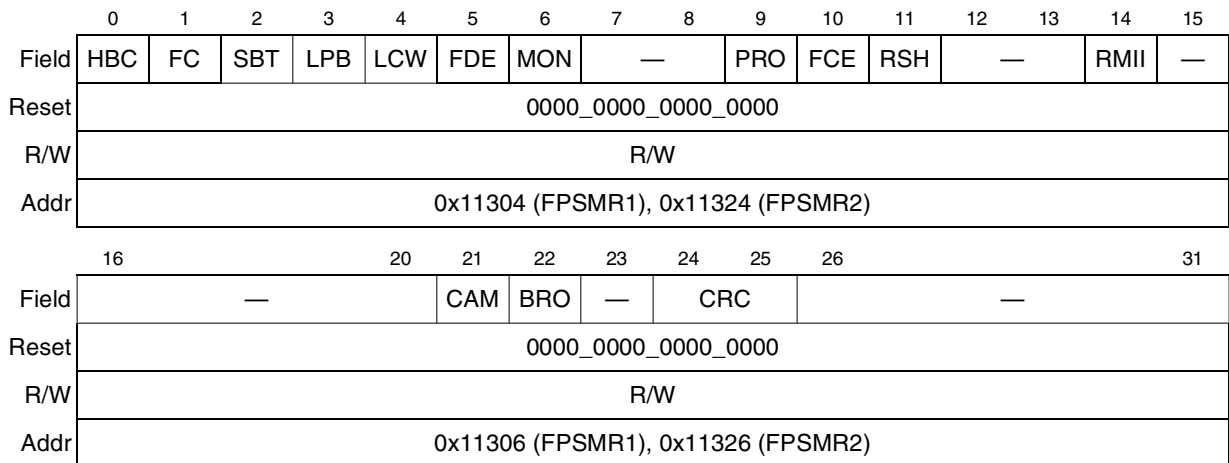 0 1 2 3 4 5 6 7 8 9 10 11 12 13 14 15
Field HBC FC SBT LPB LCW FDE MON — PRO FCE RSH — RMII —
Reset 0000_0000_0000_0000
R/W R/W
Addr 0x11304 (FPSMR1), 0x11324 (FPSMR2)
16 20 21 22 23 24 25 26 31
Field — CAM BRO — CRC —
Reset 0000_0000_0000_0000
R/W R/W
Addr 0x11306 (FPSMR1), 0x11326 (FPSMR2)